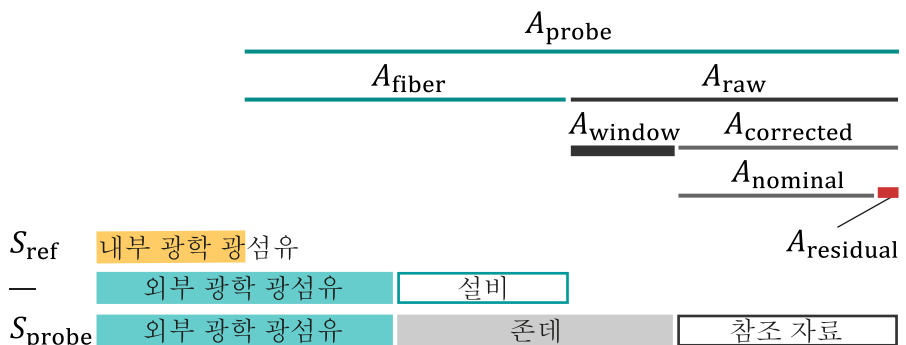 A_probe
A_fiber A_raw
A_window A_corrected
A_nominal
A_residual
S_ref 내부 광학 광섬유
— 외부 광학 광섬유 설비
S_probe 외부 광학 광섬유 존데 참조 자료